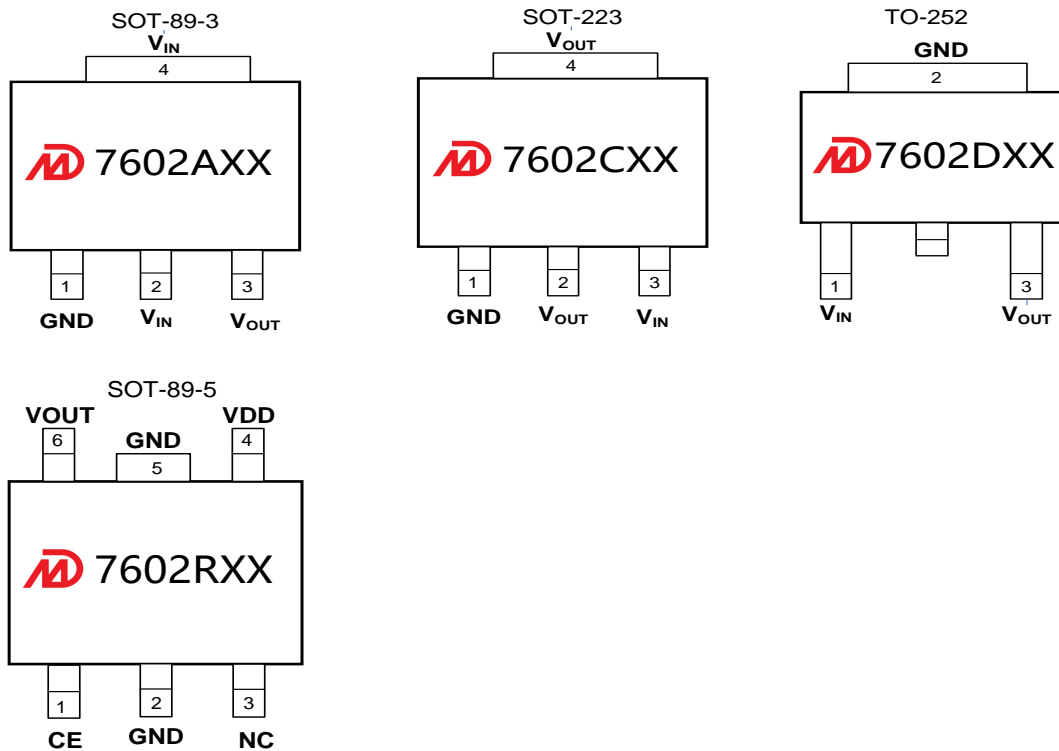 SOT-89-3
VIN
4
7602AXX
1 2 3
GND VIN VOUT
SOT-223
VOUT
4
7602CXX
1 2 3
GND VOUT VIN
TO-252
GND
2
7602DXX
1 3
VIN VOUT
SOT-89-5
VOUT GND VDD
6 5 4
7602RXX
1 2 3
CE GND NC